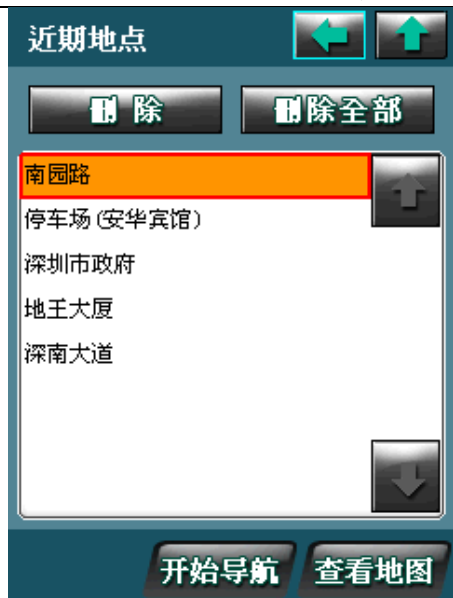 近期地点
删 除
删除全部
南园路
停车场(安华宾馆)
深圳市政府
地王大厦
深南大道
开始导航
查看地图